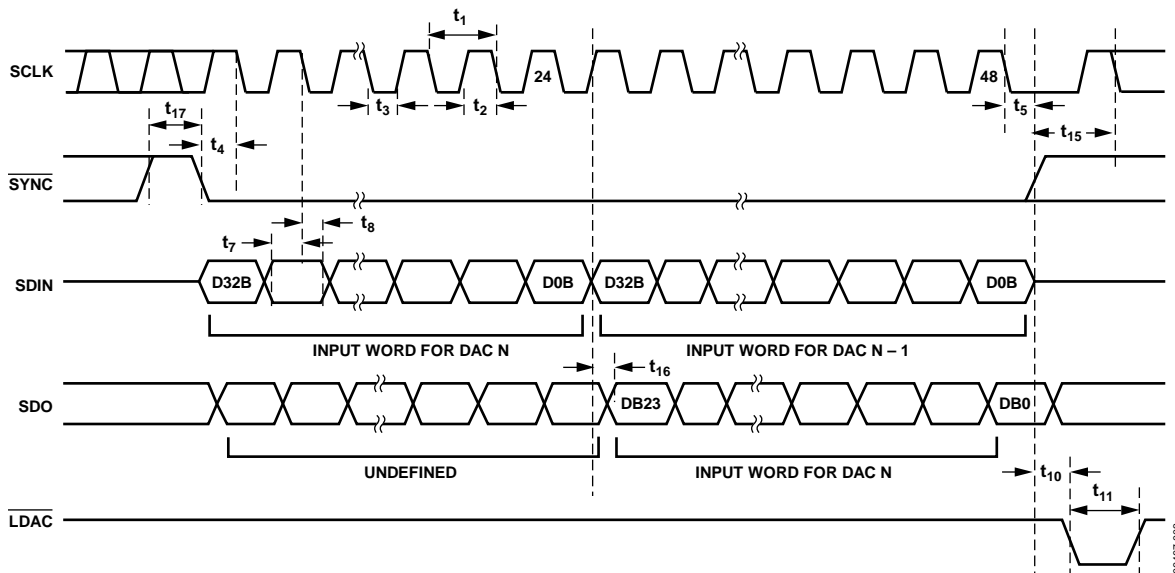 t1
SCLK
24
48
t3
t2
t5
t17
t4
t15
SYNC
t8
t7
SDIN
D32B
D0B
D32B
D0B
INPUT WORD FOR DAC N
INPUT WORD FOR DAC N – 1
t16
SDO
DB23
DB0
UNDEFINED
INPUT WORD FOR DAC N
t10
t11
LDAC